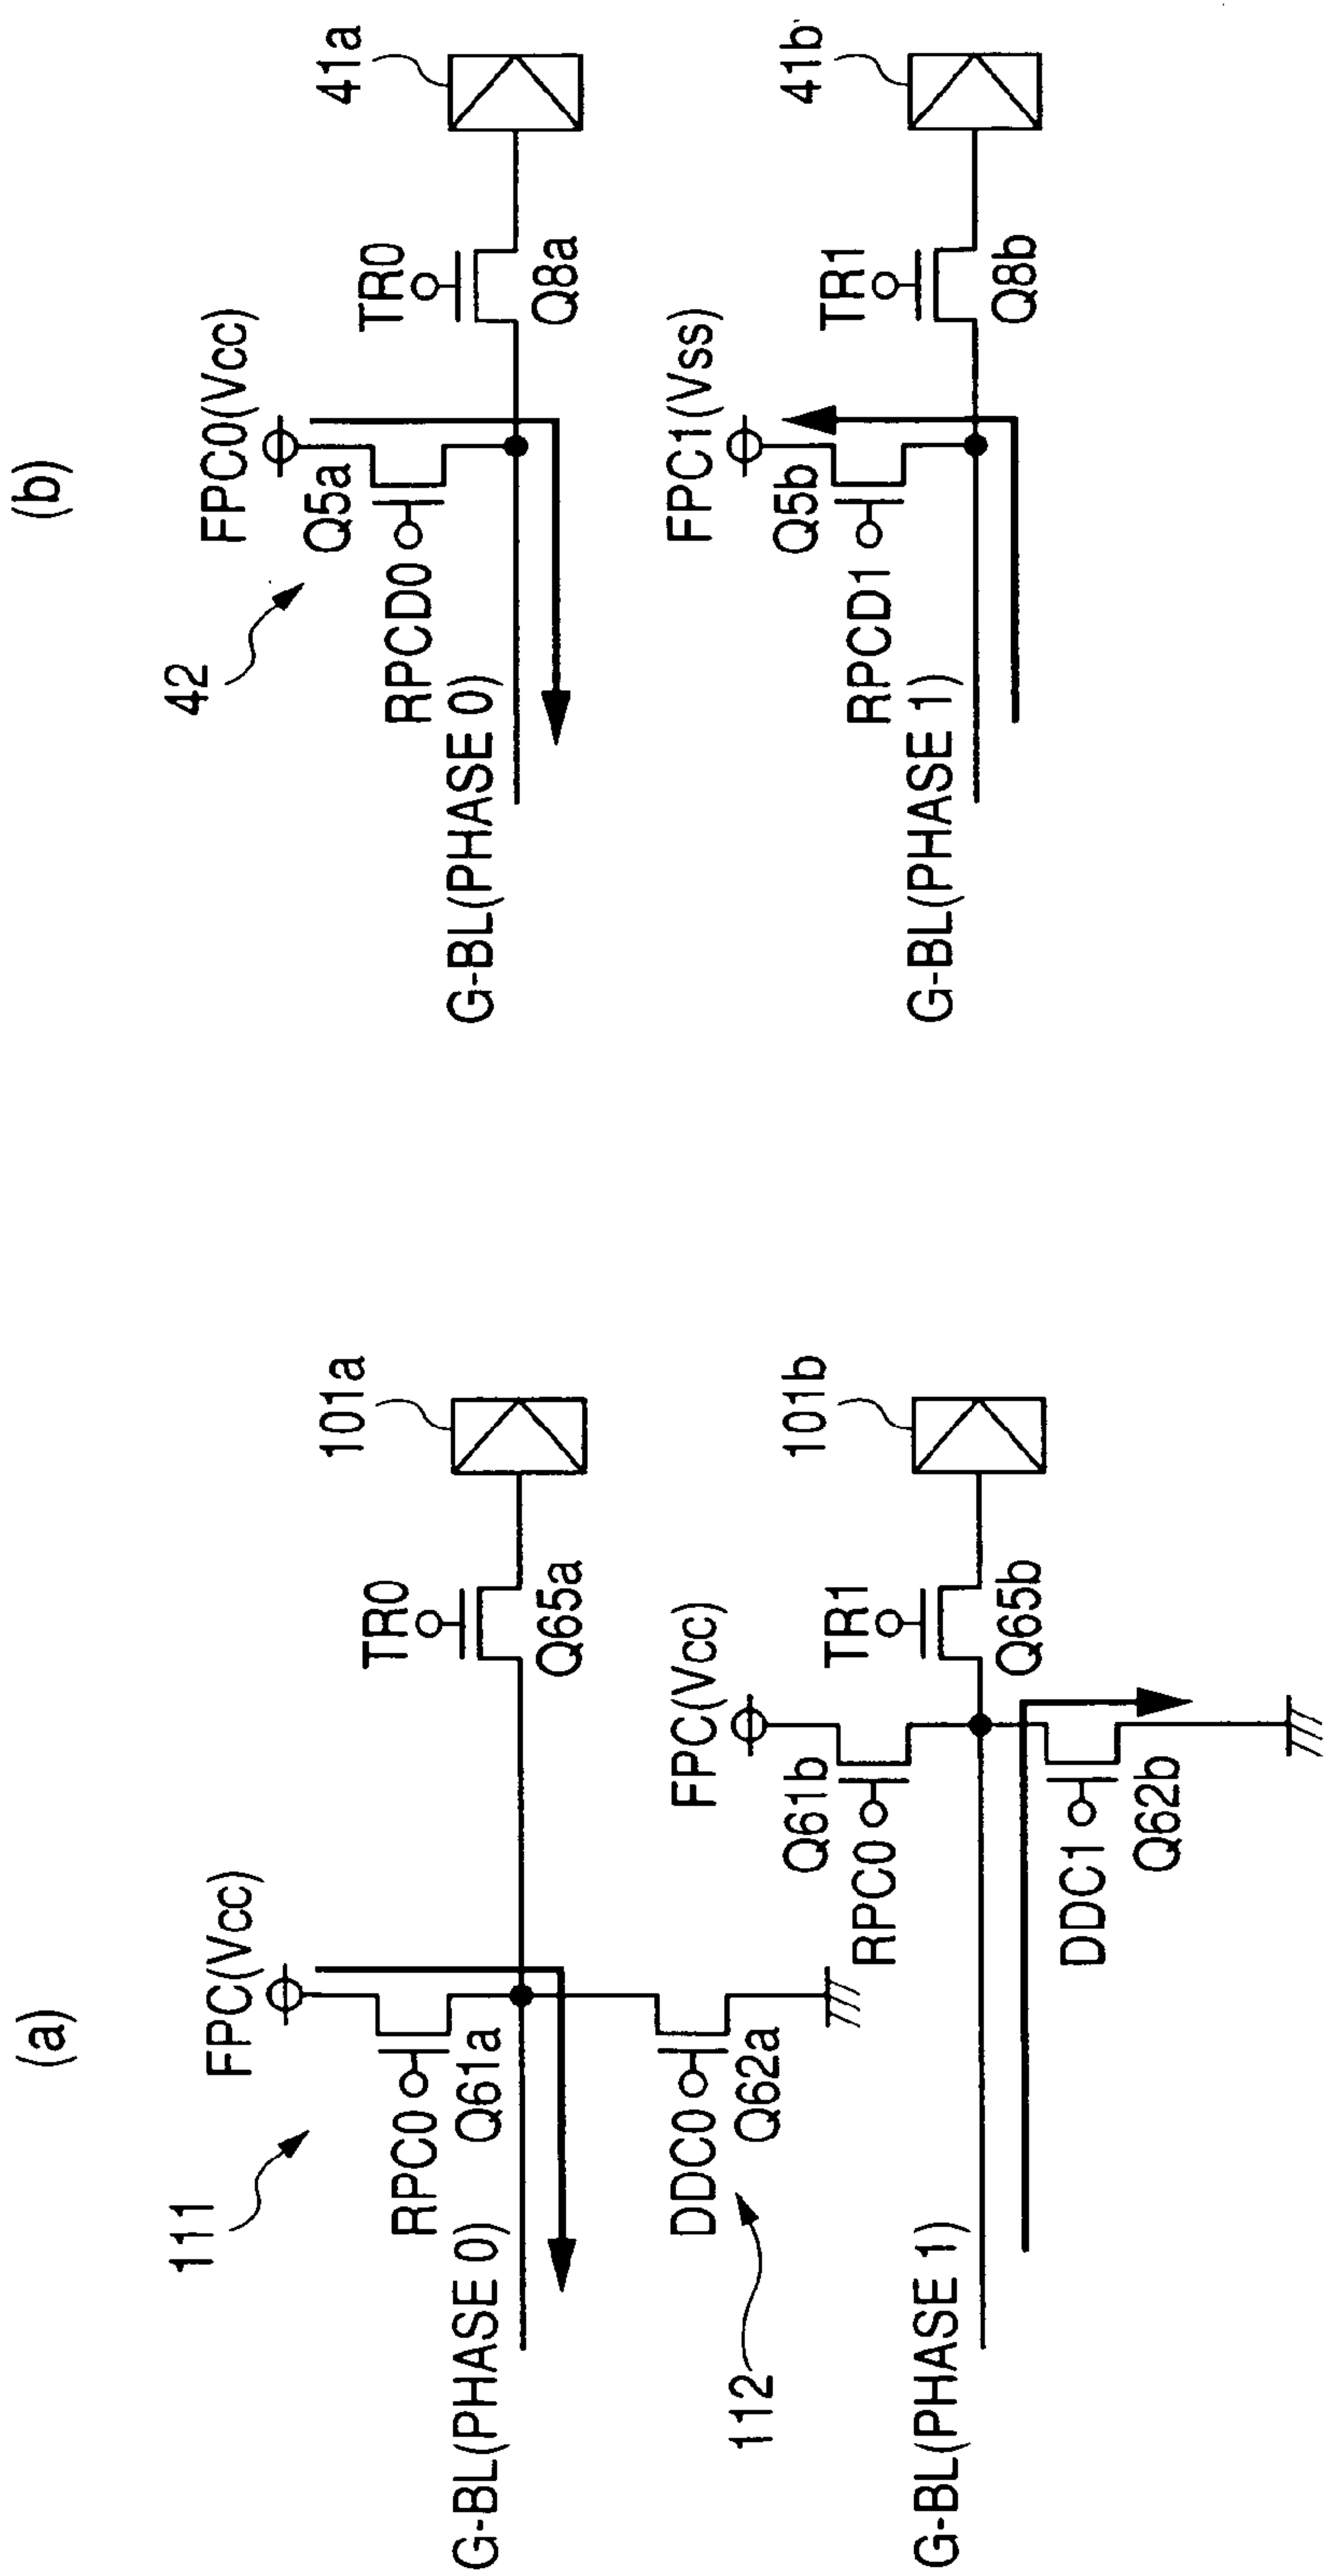 (a)
111
FPC(Vcc)
RPC0
Q61a
TR0
Q65a
101a
G-BL(PHASE 0)
DDC0
Q62a
112
FPC(Vcc)
Q61b
RPC0
TR1
Q65b
101b
G-BL(PHASE 1)
DDC1
Q62b
(b)
42
FPC0(Vcc)
Q5a
RPCD0
TR0
Q8a
41a
G-BL(PHASE 0)
FPC1(Vss)
Q5b
RPCD1
TR1
Q8b
41b
G-BL(PHASE 1)